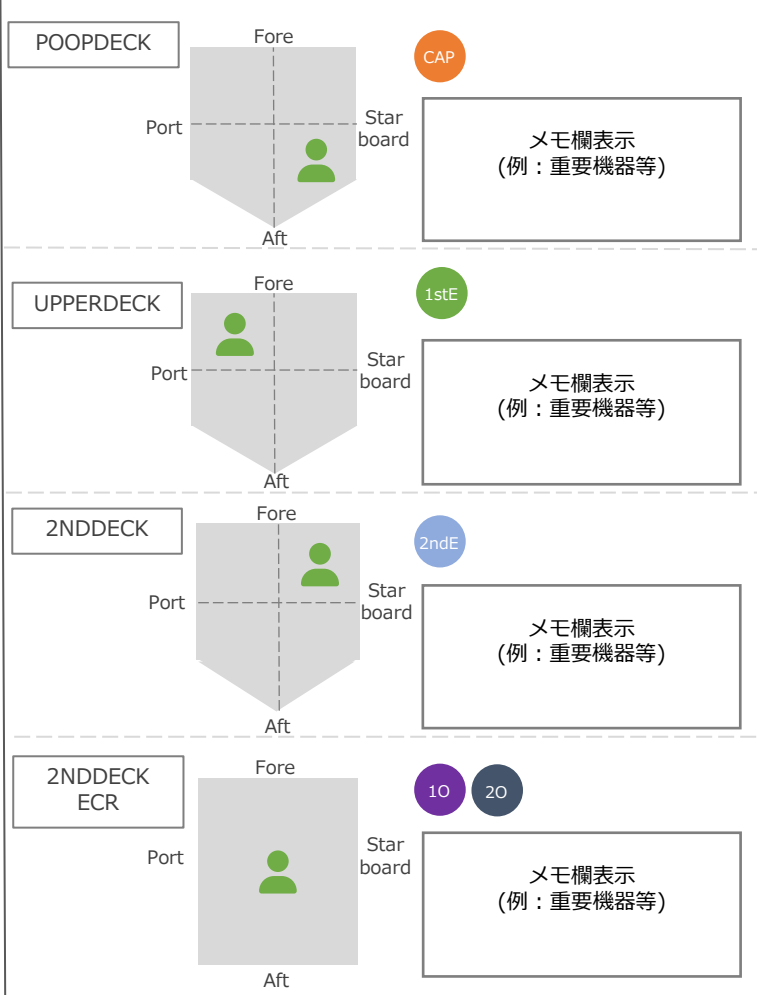 POOPDECK
Fore
CAP
Port
Star
board
メモ欄表示
(例：重要機器等)
Aft
UPPERDECK
Fore
1stE
Port
Star
board
メモ欄表示
(例：重要機器等)
Aft
2NDDECK
Fore
2ndE
Port
Star
board
メモ欄表示
(例：重要機器等)
Aft
2NDDECK
ECR
Fore
1O
2O
Port
Star
board
メモ欄表示
(例：重要機器等)
Aft